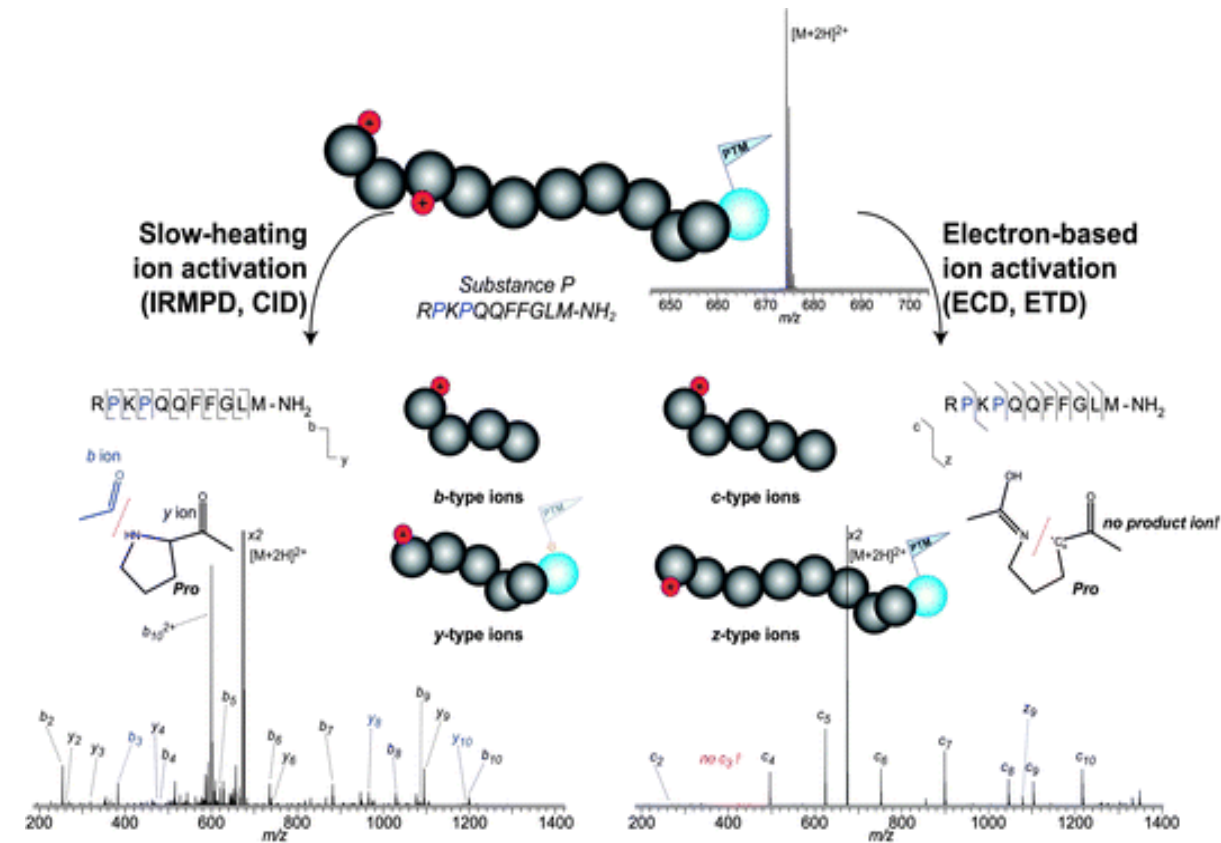 [M+2H]2+
PTM
650 660 670 680 690 700
m/z
Slow-heating
ion activation
(IRMPD, CID)
Substance P
RPKPQQFFGLM-NH2
Electron-based
ion activation
(ECD, ETD)
RPKPQQFFGLM-NH2
b
y
b ion
O
y ion
O
HN
Pro
b-type ions
PTM
y-type ions
c-type ions
PTM
z-type ions
RPKPQQFFGLM-NH2
c
z
OH
N
C
O
no product ion!
Pro
x2
[M+2H]2+
b10 2+
b2
y2
y3
b3
y4
b4
b5
b6
y6
b7
y8
b8
b9
y9
y10
b10
200 400 600 800 1000 1200 1400
m/z
x2
[M+2H]2+
c2
no c3 !
c4
c5
c6
c7
c8
z9
c9
c10
200 400 600 800 1000 1200 1400
m/z